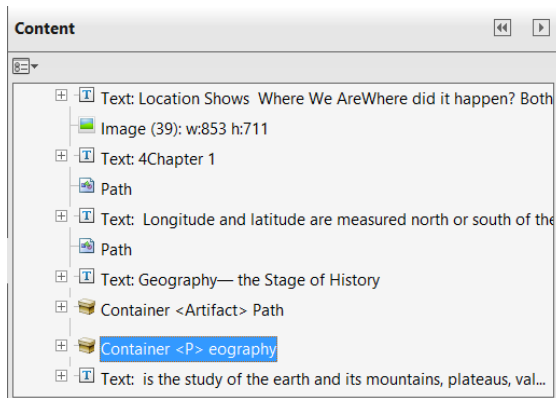 Content
Text: Location Shows  Where We AreWhere did it happen? Both
Image (39): w:853 h:711
Text: 4Chapter 1
Path
Text:  Longitude and latitude are measured north or south of the
Path
Text: Geography— the Stage of History
Container <Artifact> Path
Container <P> eography
Text:  is the study of the earth and its mountains, plateaus, val...